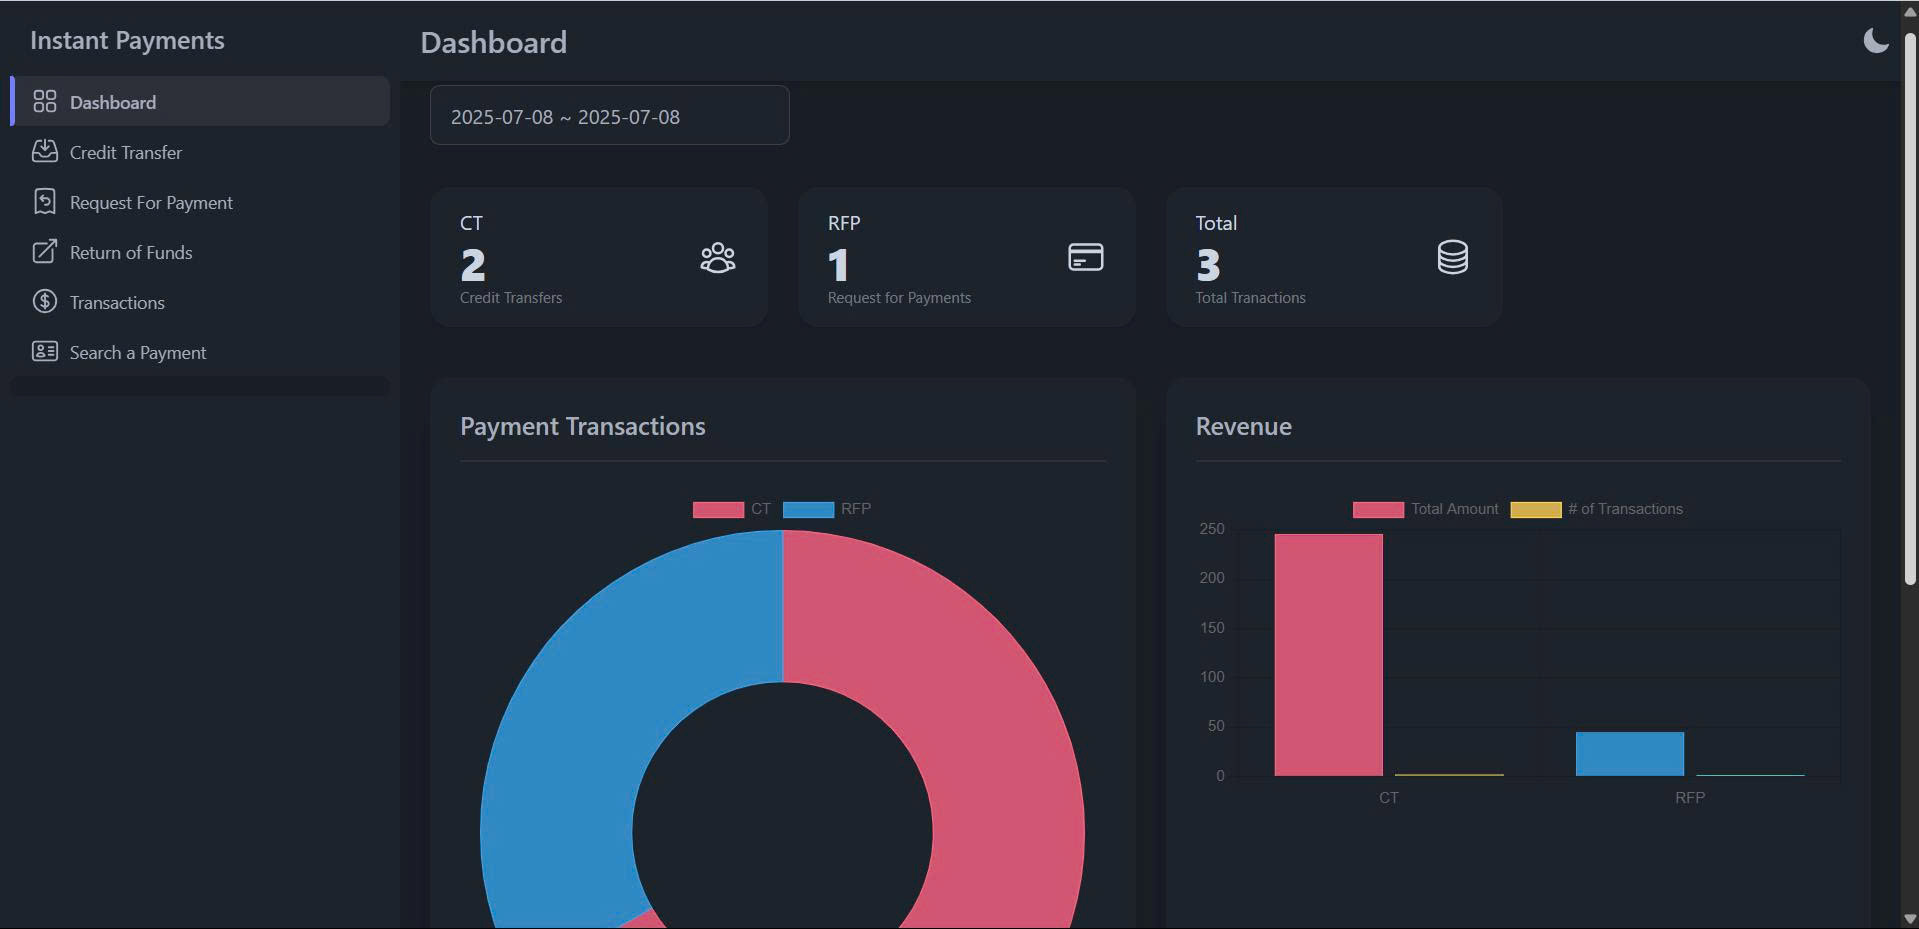 Instant Payments
Dashboard
Credit Transfer
Request For Payment
Return of Funds
Transactions
Search a Payment
Dashboard
2025-07-08 ~ 2025-07-08
CT
2
Credit Transfers
RFP
1
Request for Payments
Total
3
Total Tranactions
Payment Transactions
CT RFP
Revenue
Total Amount # of Transactions
250
200
150
100
50
0
CT RFP